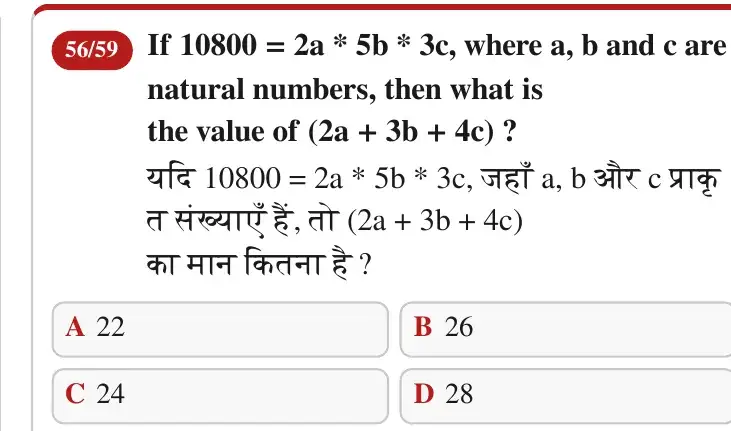 56/59 If 10800 = 2a * 5b * 3c, where a, b and c are
natural numbers, then what is
the value of (2a + 3b + 4c) ?
यदि 10800 = 2a * 5b * 3c, जहाँ a, b और c प्राकृ
त संख्याएँ हैं, तो (2a + 3b + 4c)
का मान कितना है ?
A 22
B 26
C 24
D 28